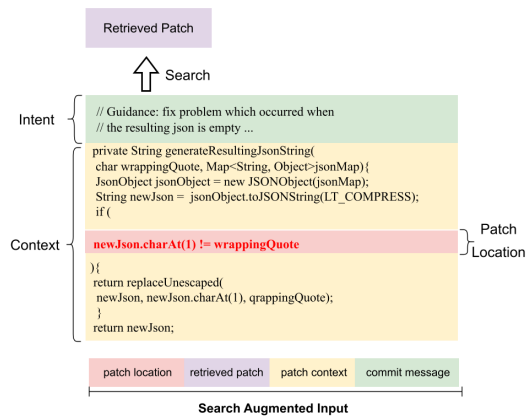 Retrieved Patch
Search
Intent
// Guidance: fix problem which occurred when
// the resulting json is empty ...
Context
private String generateResultingJsonString(
char wrappingQuote, Map<String, Object>jsonMap){
JsonObject jsonObject = new JSONObject(jsonMap);
String newJson = jsonObject.toJSONString(LT_COMPRESS);
if (
newJson.charAt(1) != wrappingQuote
Patch
Location
){
return replaceUnescaped(
newJson, newJson.charAt(1), qrappingQuote);
}
return newJson;
patch location
retrieved patch
patch context
commit message
Search Augmented Input